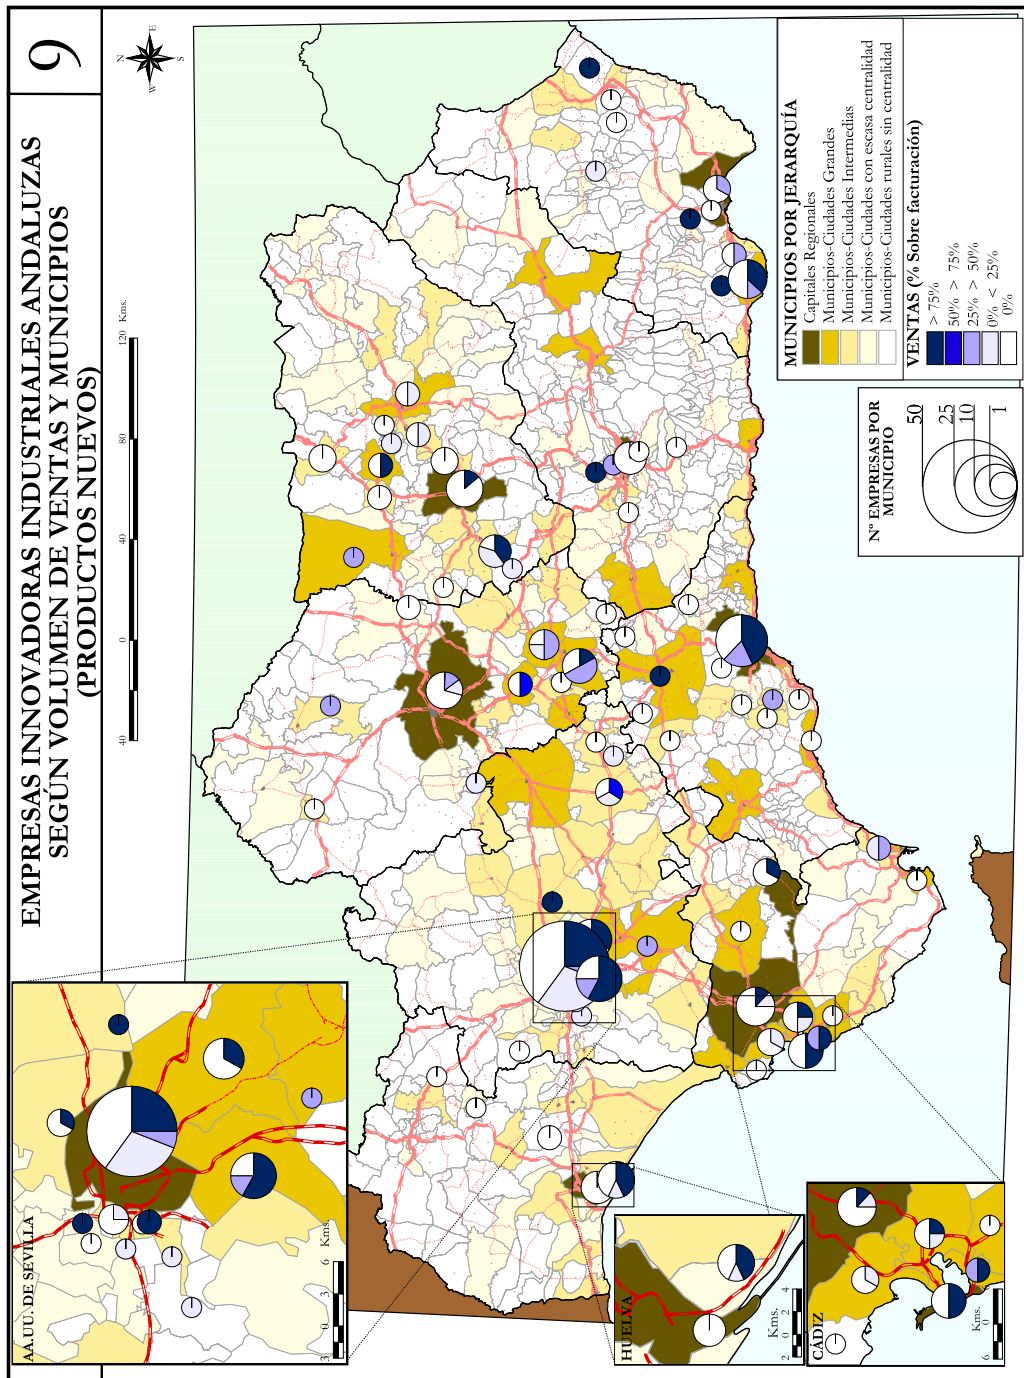 9
EMPRESAS INNOVADORAS INDUSTRIALES ANDALUZAS
SEGÚN VOLUMEN DE VENTAS Y MUNICIPIOS
(PRODUCTOS NUEVOS)
N
E
S
W
40 0 40 80 120 Kms.
MUNICIPIOS POR JERARQUÍA
Capitales Regionales
Municipios-Ciudades Grandes
Municipios-Ciudades Intermedias
Municipios-Ciudades con escasa centralidad
Municipios rurales sin centralidad
VENTAS (% Sobre facturación)
> 75%
50% > 75%
25% > 50%
0% < 25%
0%
Nº EMPRESAS POR
MUNICIPIO
50
25
10
1
AA.UU. DE SEVILLA
3 0 3 6 Kms.
HUELVA
Kms.
2 0 2 4
CÁDIZ
Kms.
6 0 6